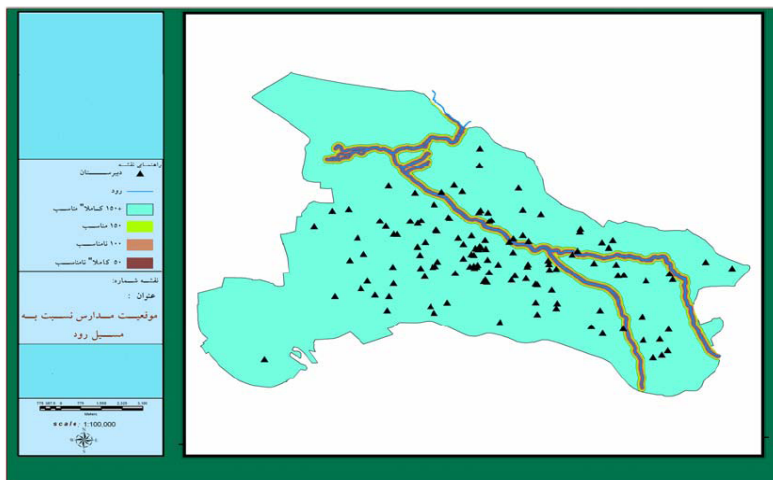 راهنمای نقشه
دبیرستان
رود
۱۵۰+ کاملا" مناسب
۱۵۰ مناسب
۱۰۰ نامناسب
۵۰ کاملا" نامناسب
نقشه شماره:
عنوان :
موقعیت مدارس نسبت به
مسیل رود
Meters
scale: 1:100,000